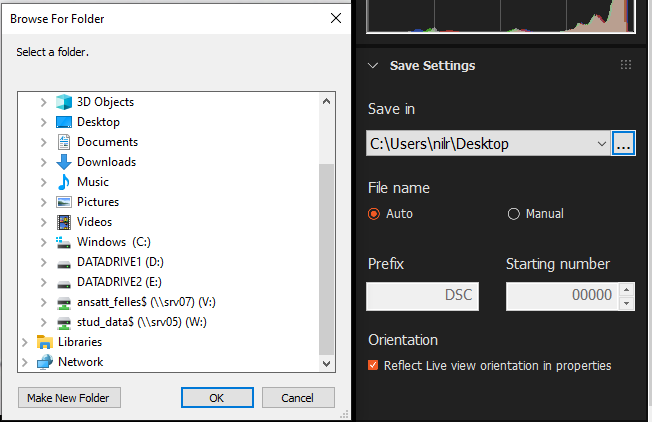 Browse For Folder
Select a folder.
3D Objects
Desktop
Documents
Downloads
Music
Pictures
Videos
Windows (C:)
DATADRIVE1 (D:)
DATADRIVE2 (E:)
ansatt_felles$ (\\srv07) (V:)
stud_data$ (\\srv05) (W:)
Libraries
Network
Make New Folder
OK
Cancel
Save Settings
Save in
C:\Users\nilr\Desktop
...
File name
Auto
Manual
Prefix
Starting number
DSC
00000
Orientation
Reflect Live view orientation in properties